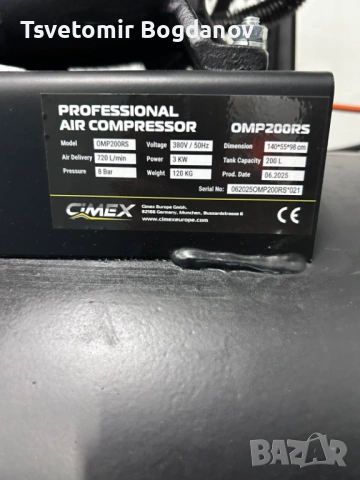 Tsvetomir Bogdanov
PROFESSIONAL
AIR COMPRESSOR
OMP200RS
Model OMP200RS Voltage 380V / 50Hz Dimension 140*55*98 cm
Air Delivery 720 L/min Power 3 KW Tank Capacity 200 L
Pressure 8 Bar Weight 120 KG Prod. Date 06.2025
Serial No: 062025OMP200RS*021
CIMEX
Cimex Europe GmbH.
82166 Germany, Munchen, Bussardstrasse 5
www.cimexeurope.com
CE
BAZAR
bg